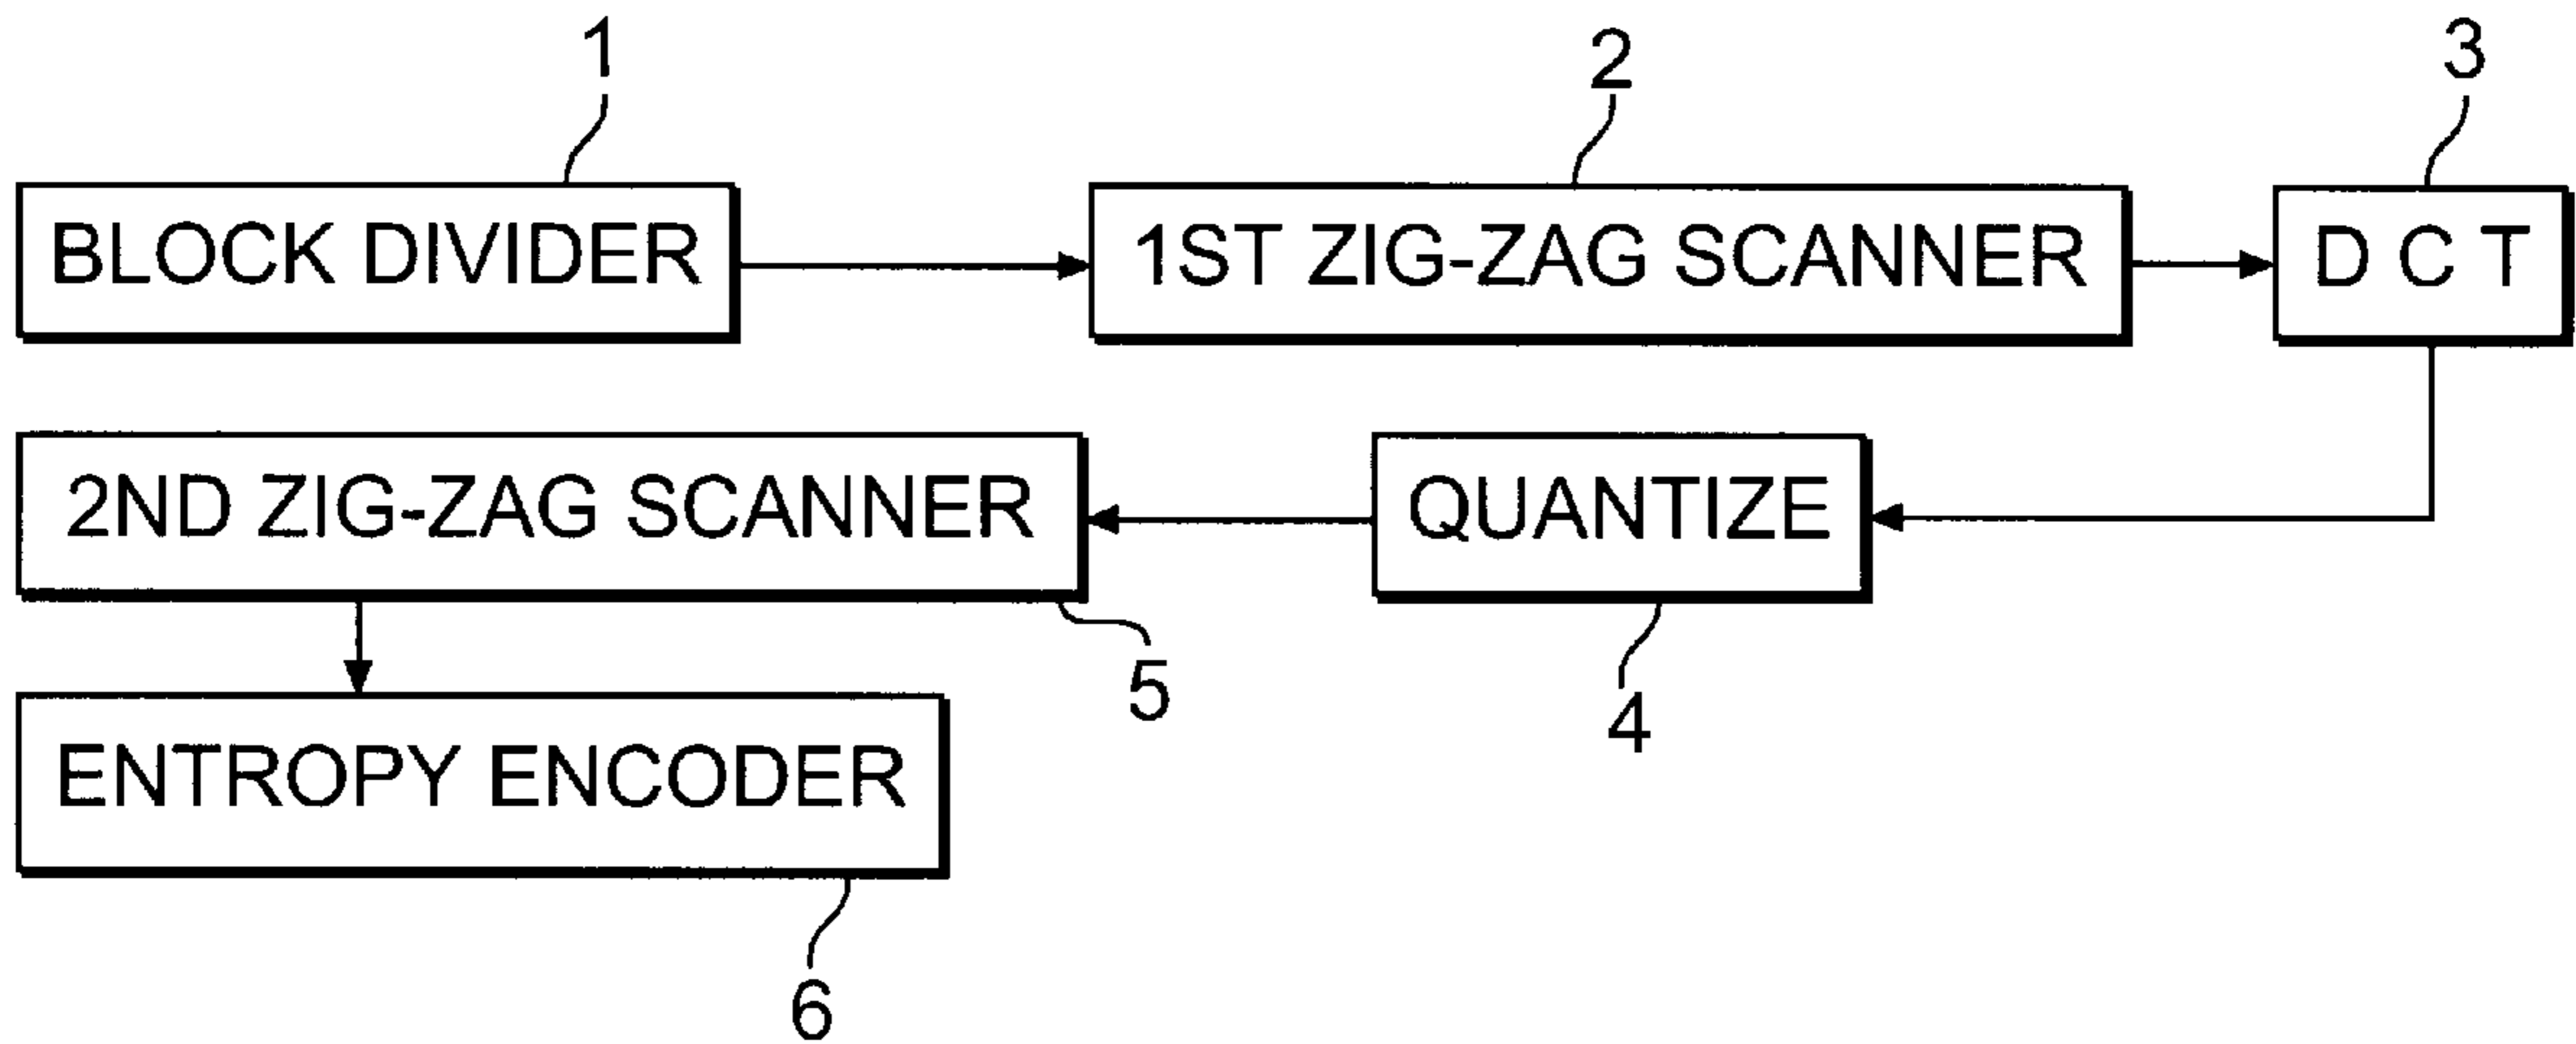 1
2
3
BLOCK DIVIDER
1ST ZIG-ZAG SCANNER
D C T
2ND ZIG-ZAG SCANNER
QUANTIZE
5
4
ENTROPY ENCODER
6